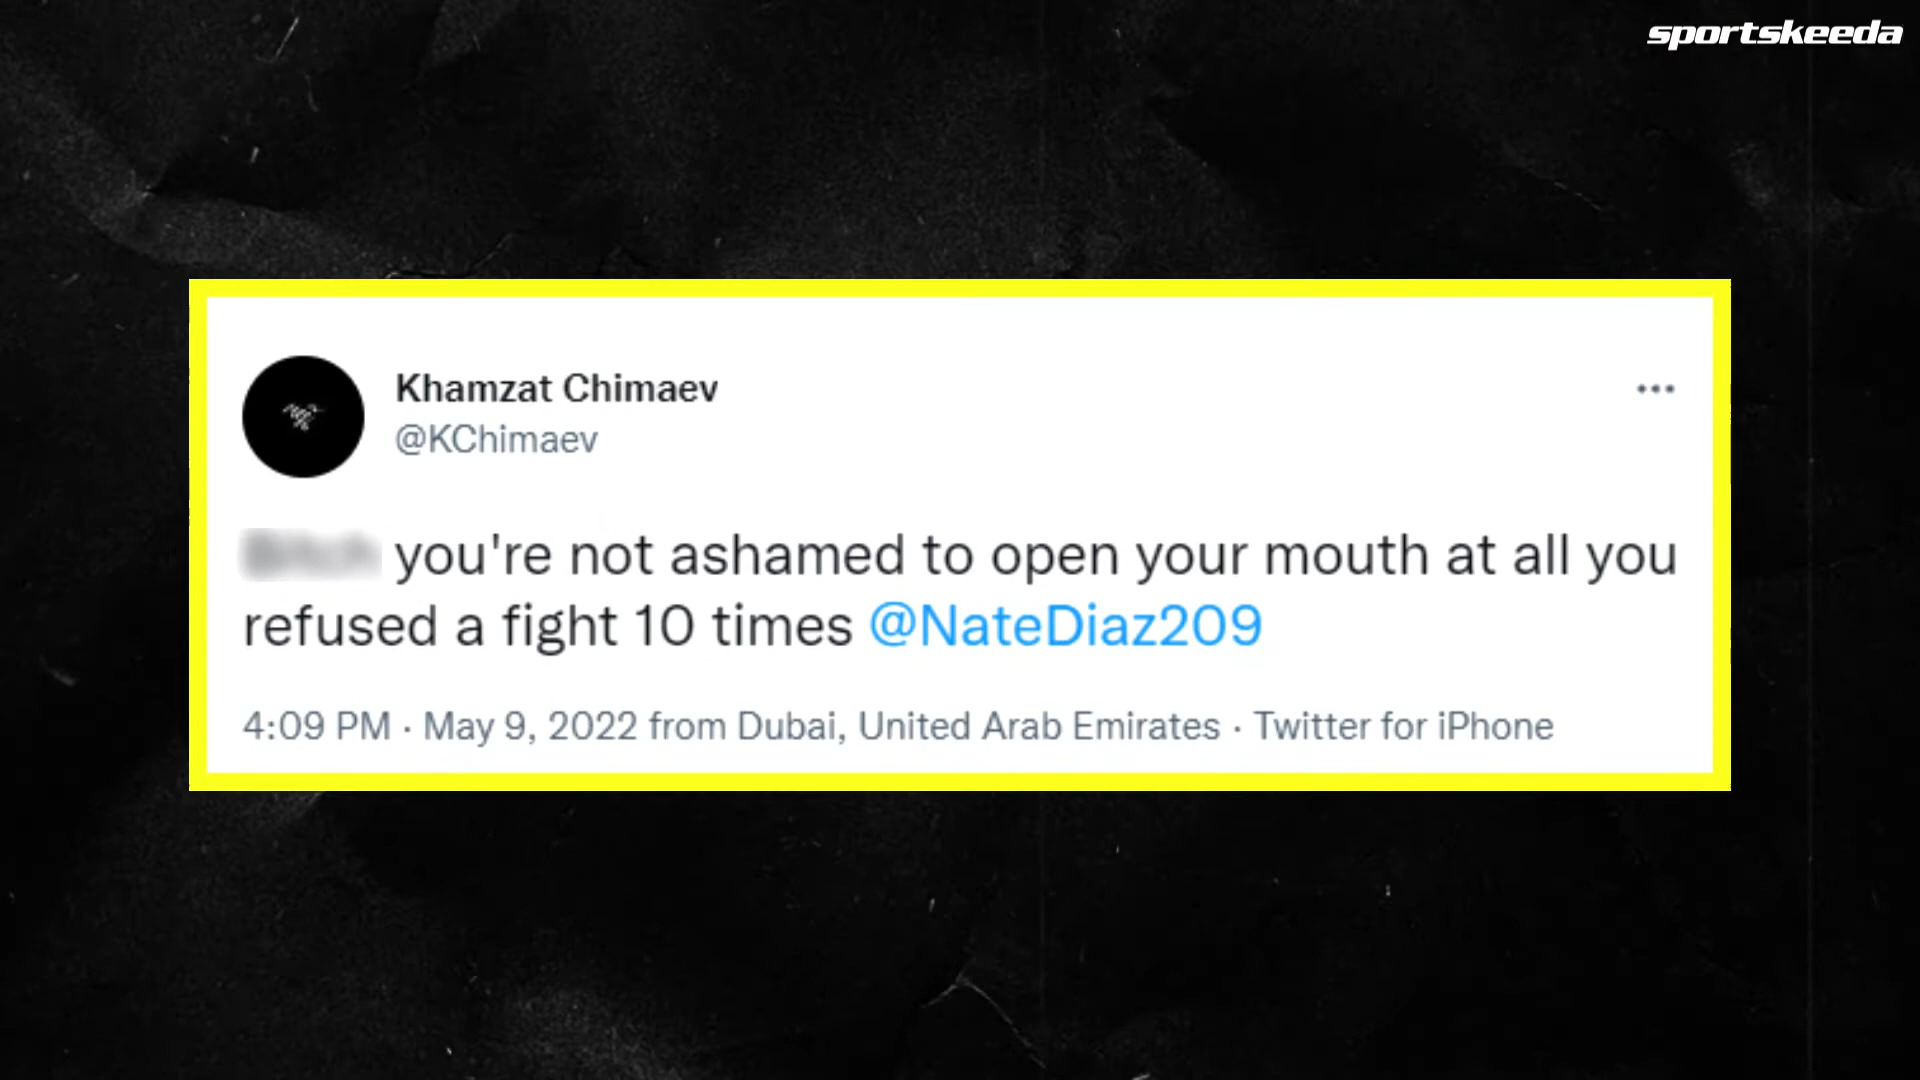 sportskeeda
Khamzat Chimaev
@KChimaev
you're not ashamed to open your mouth at all you
refused a fight 10 times @NateDiaz209
4:09 PM · May 9, 2022 from Dubai, United Arab Emirates · Twitter for iPhone